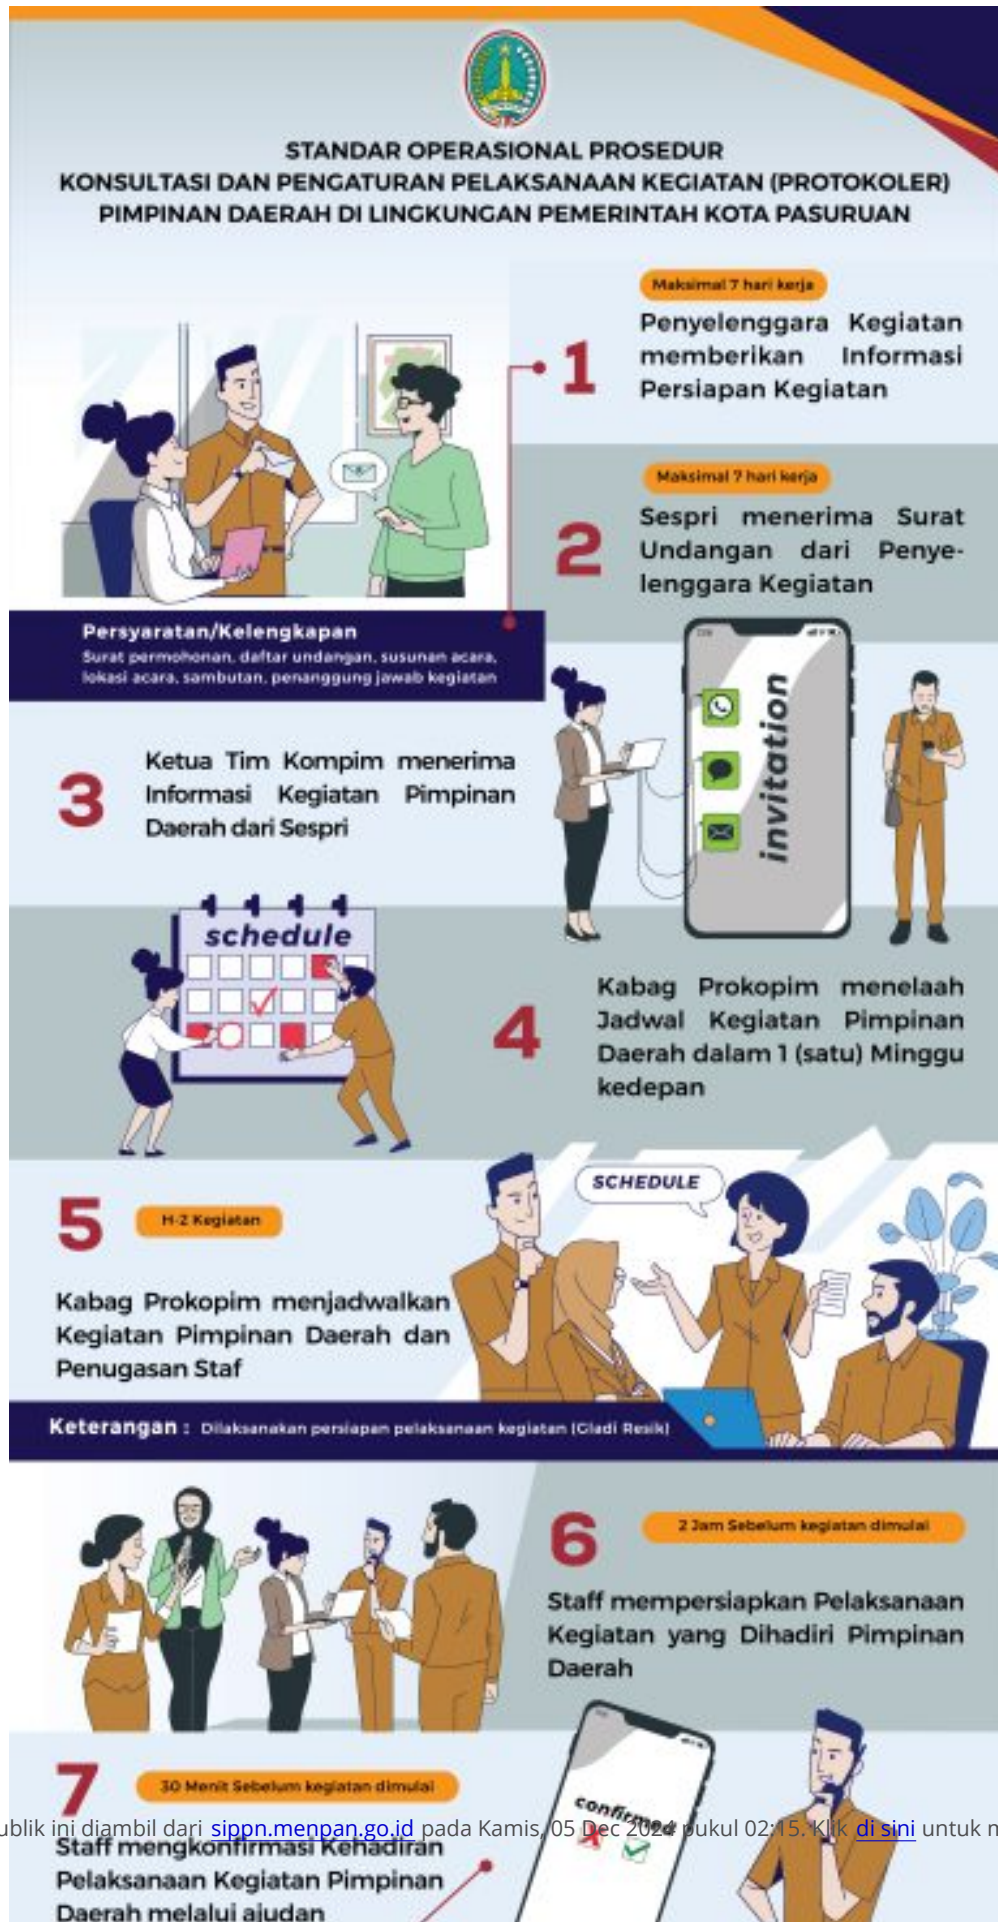 STANDAR OPERASIONAL PROSEDUR
KONSULTASI DAN PENGATURAN PELAKSANAAN KEGIATAN (PROTOKOLER)
PIMPINAN DAERAH DI LINGKUNGAN PEMERINTAH KOTA PASURUAN
1
Maksimal 7 hari kerja
Penyelenggara Kegiatan
memberikan Informasi
Persiapan Kegiatan
2
Maksimal 7 hari kerja
Sespri menerima Surat
Undangan dari Penye-
lenggara Kegiatan
Persyaratan/Kelengkapan
Surat permohonan, daftar undangan, susunan acara,
lokasi acara, sambutan, penanggung jawab kegiatan
invitation
3
Ketua Tim Kompim menerima
Informasi Kegiatan Pimpinan
Daerah dari Sespri
schedule
4
Kabag Prokopim menelaah
Jadwal Kegiatan Pimpinan
Daerah dalam 1 (satu) Minggu
kedepan
5
H-2 Kegiatan
SCHEDULE
Kabag Prokopim menjadwalkan
Kegiatan Pimpinan Daerah dan
Penugasan Staf
Keterangan : Dilaksanakan persiapan pelaksanaan kegiatan (Gladi Resik)
6
2 Jam Sebelum kegiatan dimulai
Staff mempersiapkan Pelaksanaan
Kegiatan yang Dihadiri Pimpinan
Daerah
7
30 Menit Sebelum kegiatan dimulai
confirmed
ublik ini diambil dari sippn.menpan.go.id pada Kamis, 05 Dec 2024 pukul 02:15. Klik di sini untuk
Staff mengkonfirmasi Kehadiran
Pelaksanaan Kegiatan Pimpinan
Daerah melalui ajudan